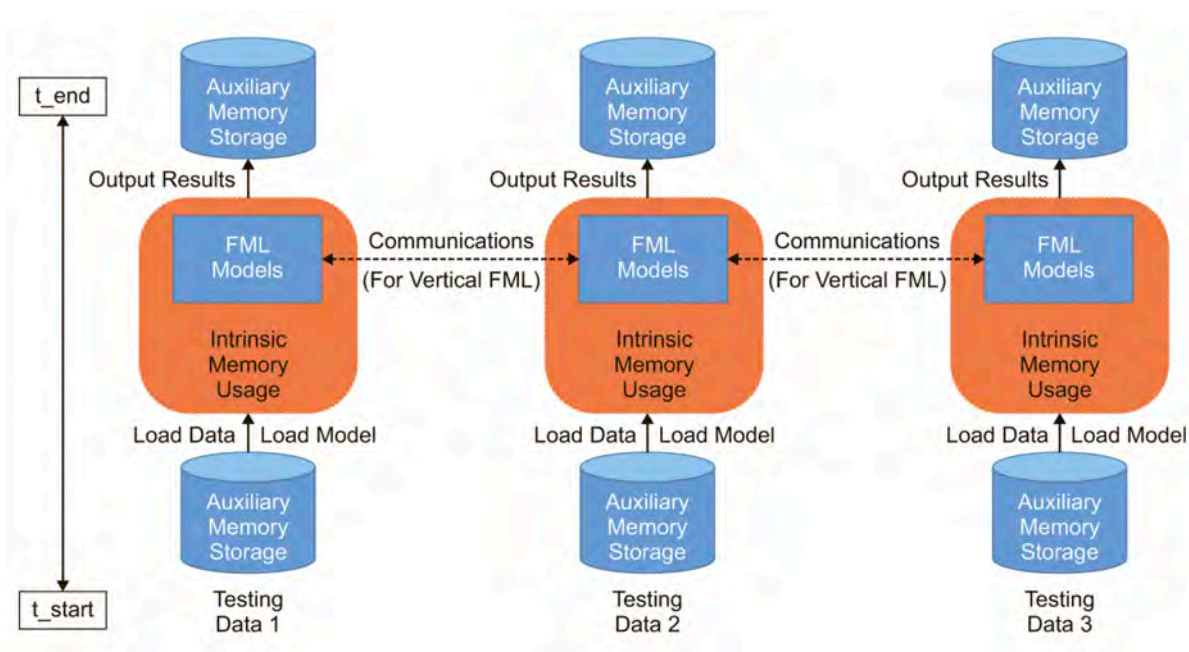 Auxiliary
Memory
Storage
Auxiliary
Memory
Storage
Auxiliary
Memory
Storage
t_end
Output Results
Output Results
Output Results
FML
Models
Communications
(For Vertical FML)
FML
Models
Communications
(For Vertical FML)
FML
Models
Intrinsic
Memory
Usage
Intrinsic
Memory
Usage
Intrinsic
Memory
Usage
Load Data
Load Model
Load Data
Load Model
Load Data
Load Model
Auxiliary
Memory
Storage
Auxiliary
Memory
Storage
Auxiliary
Memory
Storage
t_start
Testing
Data 1
Testing
Data 2
Testing
Data 3